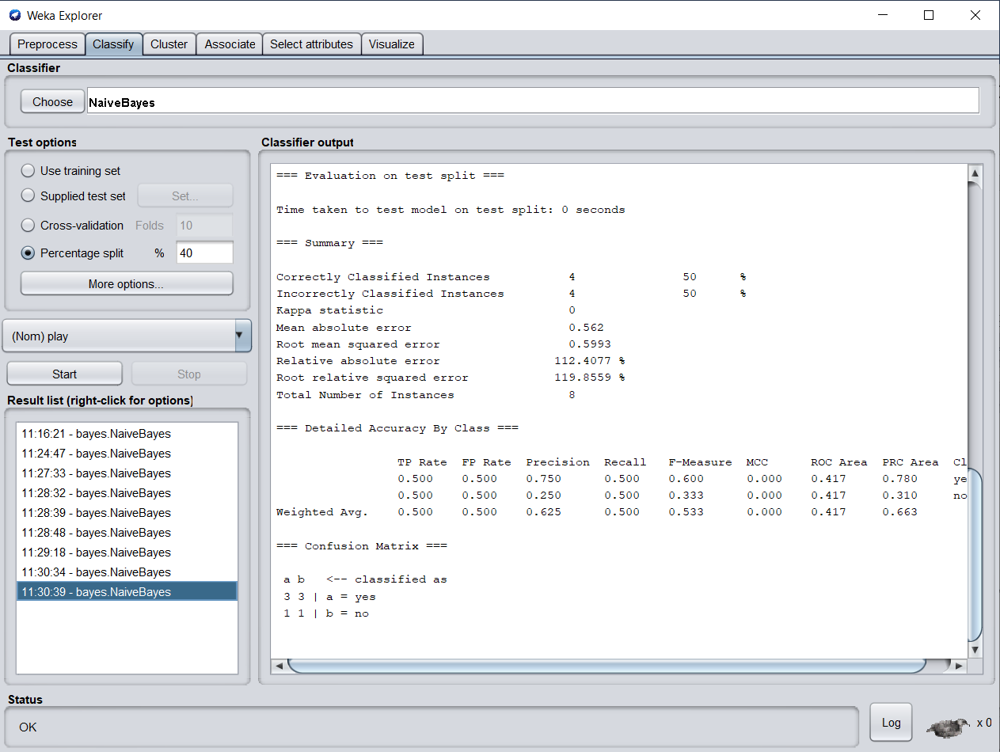 Weka Explorer
Preprocess Classify Cluster Associate Select attributes Visualize
Classifier
Choose NaiveBayes
Test options
Use training set
Supplied test set Set...
Cross-validation Folds 10
Percentage split % 40
More options...
(Nom) play
Start Stop
Result list (right-click for options)
11:16:21 - bayes.NaiveBayes
11:24:47 - bayes.NaiveBayes
11:27:33 - bayes.NaiveBayes
11:28:32 - bayes.NaiveBayes
11:28:39 - bayes.NaiveBayes
11:28:48 - bayes.NaiveBayes
11:29:18 - bayes.NaiveBayes
11:30:34 - bayes.NaiveBayes
11:30:39 - bayes.NaiveBayes
Classifier output
=== Evaluation on test split ===
Time taken to test model on test split: 0 seconds
=== Summary ===
Correctly Classified Instances 4 50 %
Incorrectly Classified Instances 4 50 %
Kappa statistic 0
Mean absolute error 0.562
Root mean squared error 0.5993
Relative absolute error 112.4077 %
Root relative squared error 119.8559 %
Total Number of Instances 8
=== Detailed Accuracy By Class ===
TP Rate FP Rate Precision Recall F-Measure MCC ROC Area PRC Area Cl
0.500 0.500 0.750 0.500 0.600 0.000 0.417 0.780 ye
0.500 0.500 0.250 0.500 0.333 0.000 0.417 0.310 no
Weighted Avg. 0.500 0.500 0.625 0.500 0.533 0.000 0.417 0.663
=== Confusion Matrix ===
a b <-- classified as
3 3 | a = yes
1 1 | b = no
Status
OK
Log
x 0